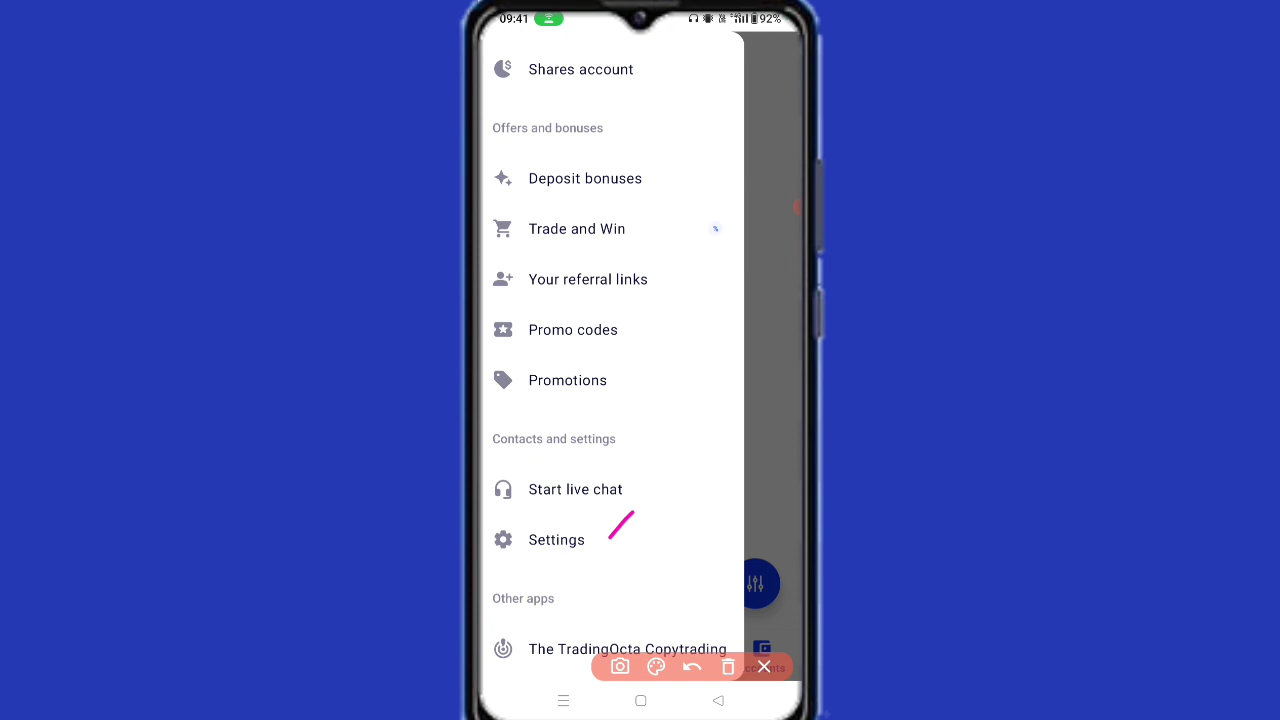 09:41 92%
Shares account
Offers and bonuses
Deposit bonuses
Trade and Win %
Your referral links
Promo codes
Promotions
Contacts and settings
Start live chat
Settings
Other apps
The TradingOcta Copytrading